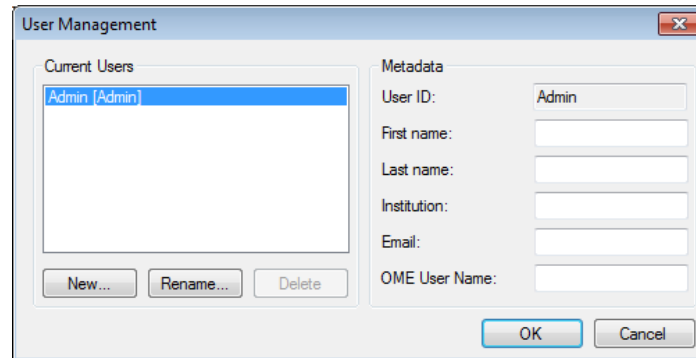 User Management
Current Users
Admin [Admin]
New...
Rename...
Delete
Metadata
User ID: Admin
First name:
Last name:
Institution:
Email:
OME User Name:
OK
Cancel